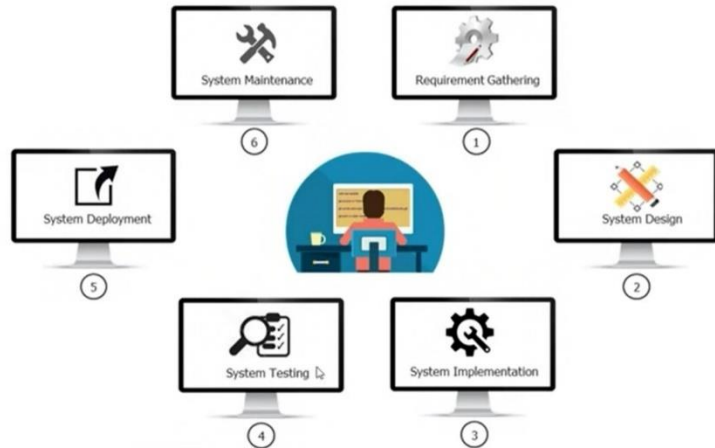 System Maintenance
6
Requirement Gathering
1
System Deployment
5
System Design
2
System Testing
4
System Implementation
3